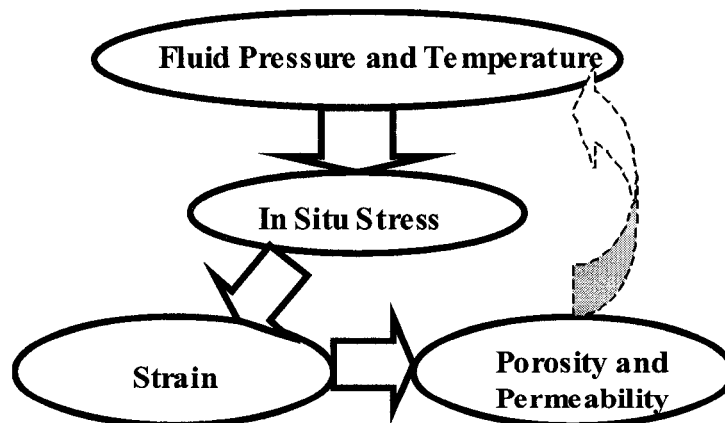 Fluid Pressure and Temperature
In Situ Stress
Strain
Porosity and
Permeability